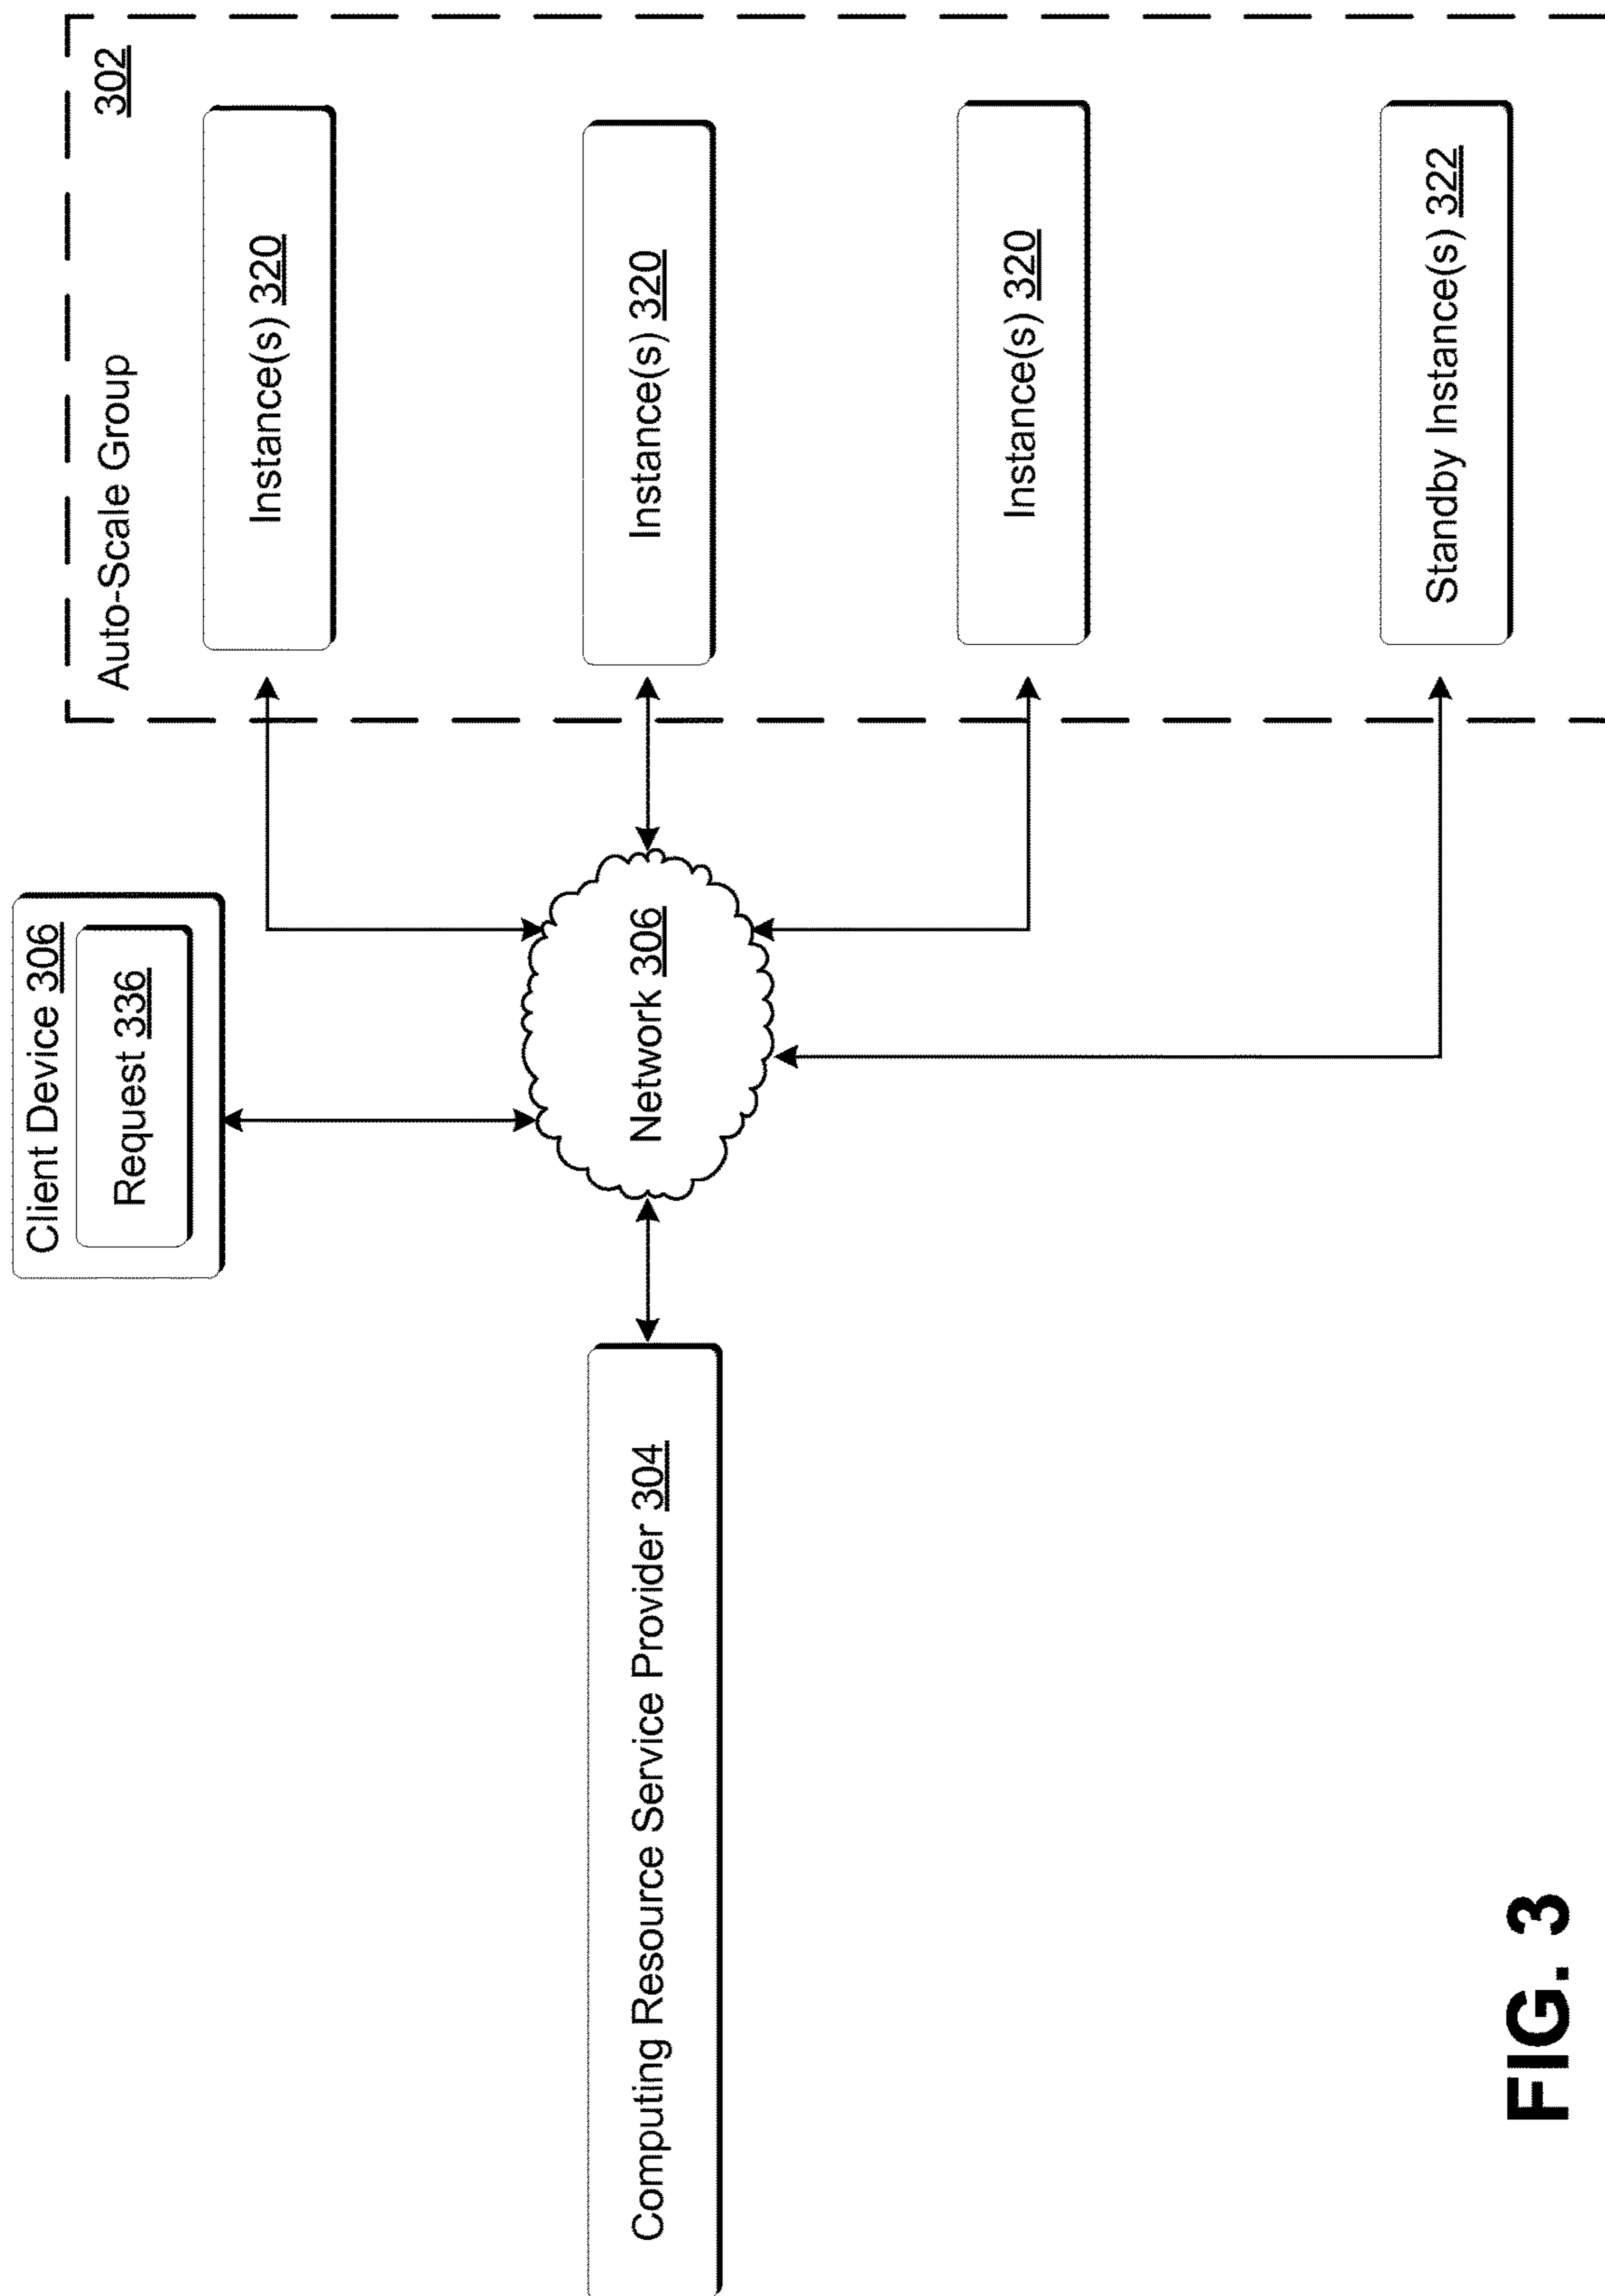 Client Device 306
Request 336
Auto-Scale Group
302
Instance(s) 320
Computing Resource Service Provider 304
Network 306
Instance(s) 320
Instance(s) 320
Standby Instance(s) 322
FIG. 3